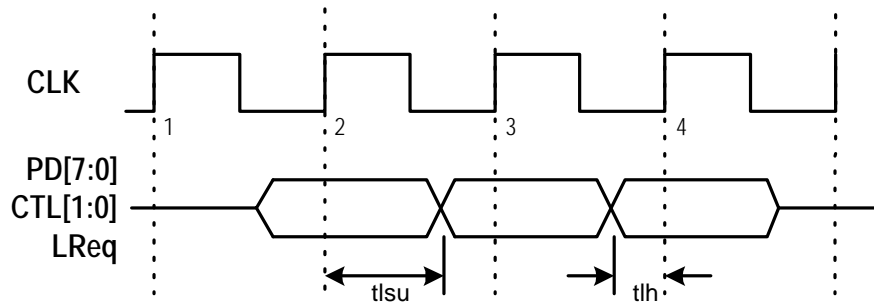 CLK
1 2 3 4
PD[7:0]
CTL[1:0]
LReq
tlsu tlh